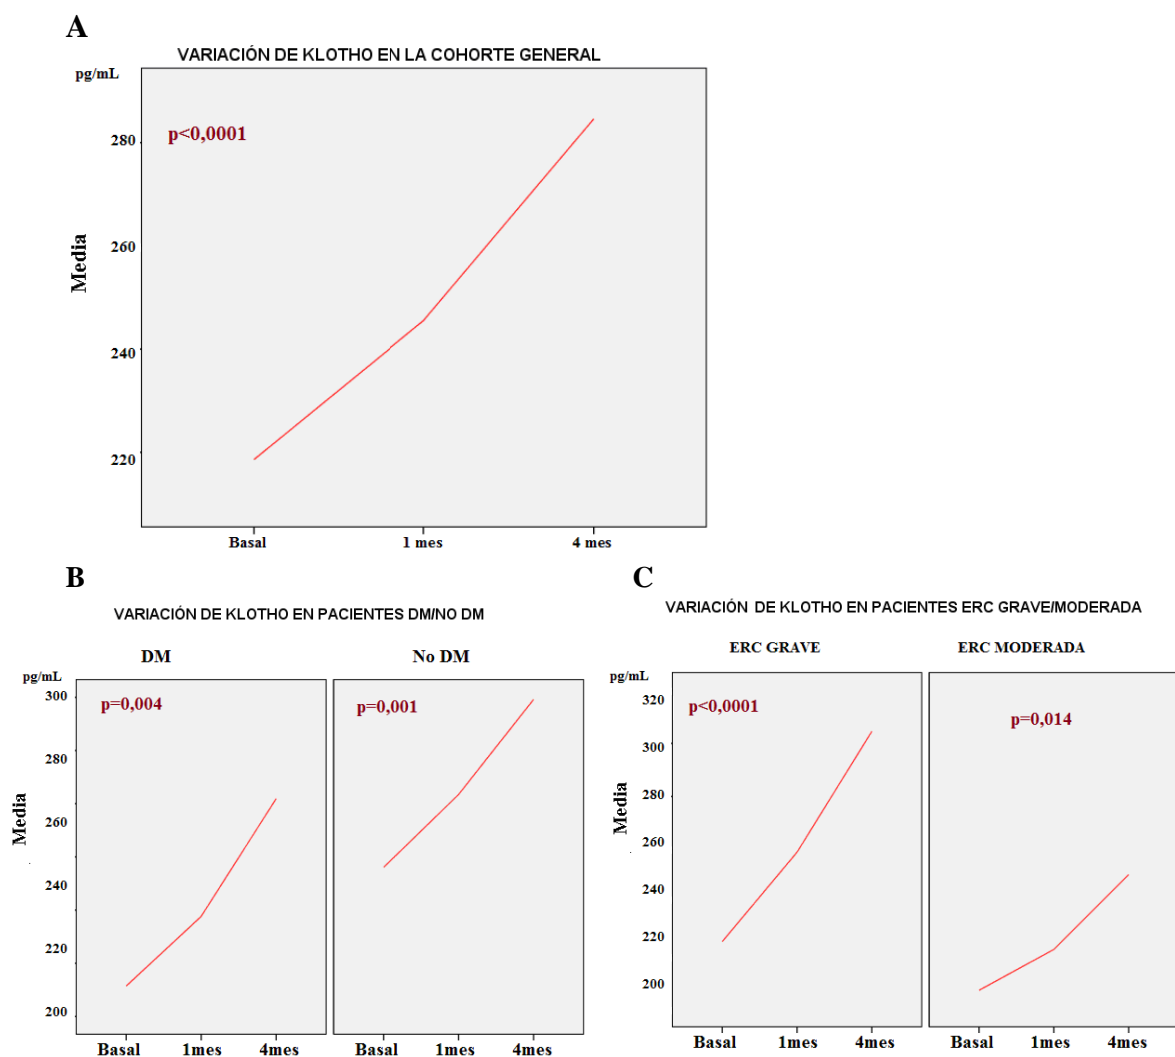 A
VARIACIÓN DE KLOTHO EN LA COHORTE GENERAL
pg/mL
p<0,0001
280
260
240
220
Media
Basal 1 mes 4 mes
B
VARIACIÓN DE KLOTHO EN PACIENTES DM/NO DM
DM No DM
pg/mL
p=0,004 p=0,001
300
280
260
240
220
200
Media
Basal 1mes 4mes Basal 1mes 4mes
C
VARIACIÓN DE KLOTHO EN PACIENTES ERC GRAVE/MODERADA
ERC GRAVE ERC MODERADA
pg/mL
p<0,0001 p=0,014
320
300
280
260
240
220
200
Media
Basal 1mes 4mes Basal 1mes 4mes